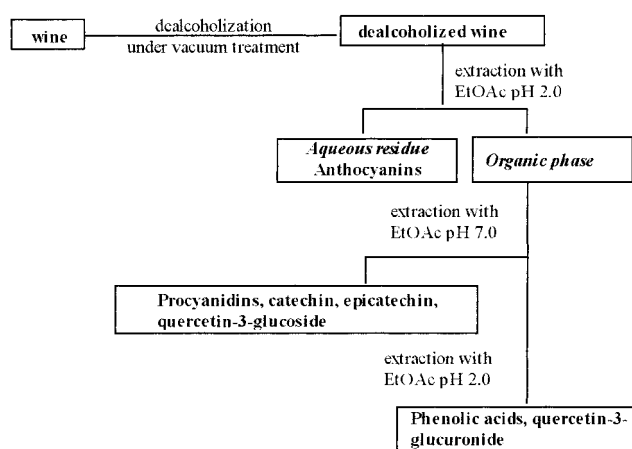 wine
dealcoholization
under vacuum treatment
dealcoholized wine
extraction with
EtOAc pH 2.0
Aqueous residue
Anthocyanins
Organic phase
extraction with
EtOAc pH 7.0
Procyanidins, catechin, epicatechin,
quercetin-3-glucoside
extraction with
EtOAc pH 2.0
Phenolic acids, quercetin-3-
glucuronide